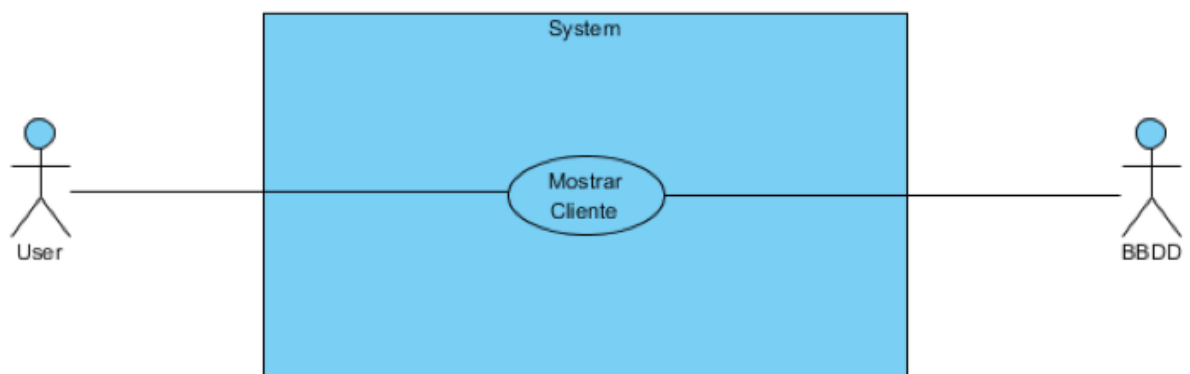 System
Mostrar
Cliente
User
BBDD